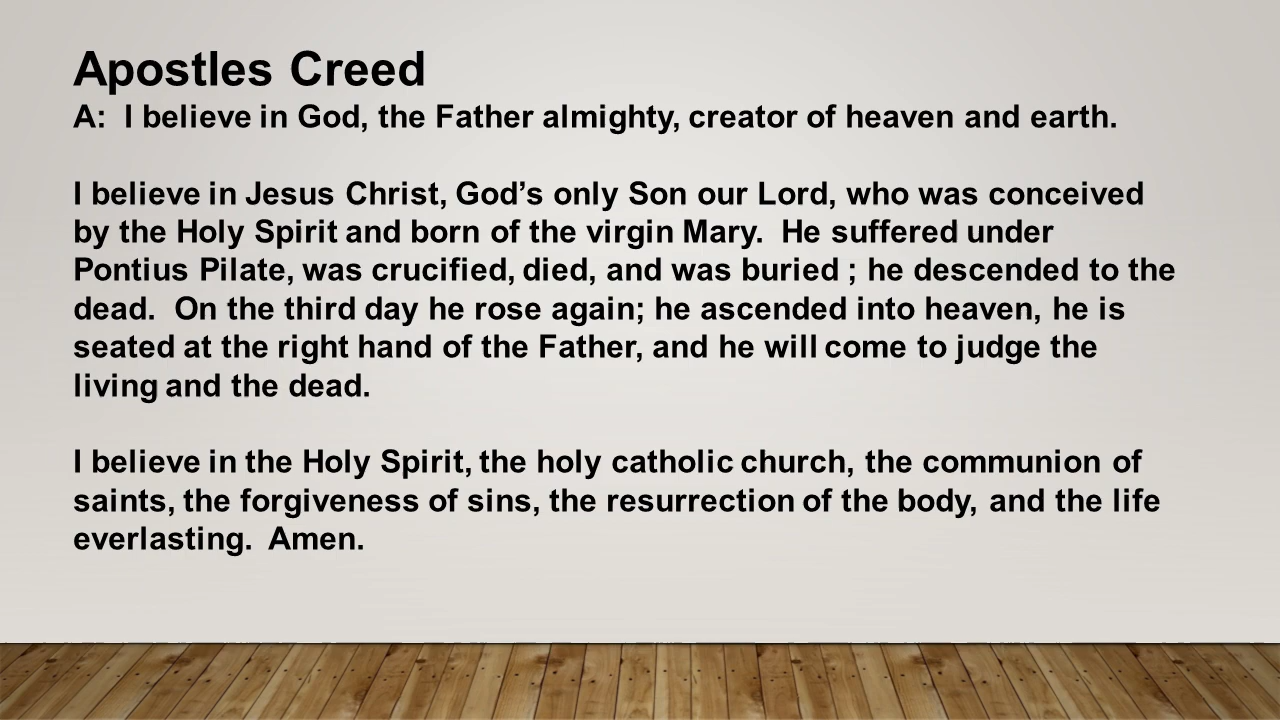 Apostles Creed
A:  I believe in God, the Father almighty, creator of heaven and earth.
I believe in Jesus Christ, God’s only Son our Lord, who was conceived
by the Holy Spirit and born of the virgin Mary.  He suffered under
Pontius Pilate, was crucified, died, and was buried ; he descended to the
dead.  On the third day he rose again; he ascended into heaven, he is
seated at the right hand of the Father, and he will come to judge the
living and the dead.
I believe in the Holy Spirit, the holy catholic church, the communion of
saints, the forgiveness of sins, the resurrection of the body, and the life
everlasting.  Amen.